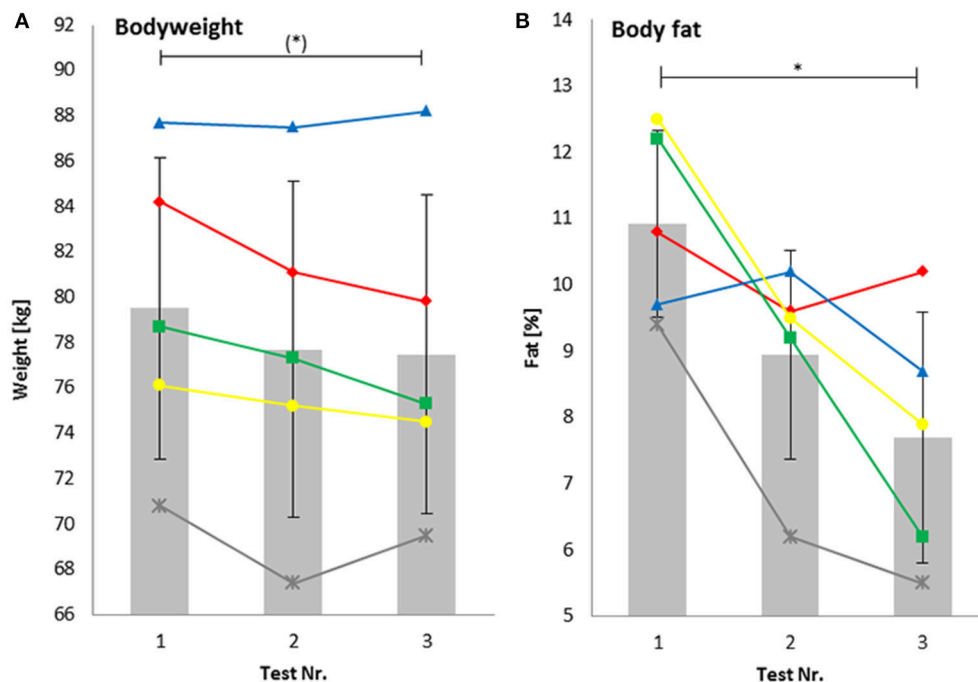 A
Bodyweight
(*)
92
90
88
86
84
82
80
78
76
74
72
70
68
66
Weight [kg]
1 2 3
Test Nr.
B
Body fat
*
14
13
12
11
10
9
8
7
6
5
Fat [%]
1 2 3
Test Nr.